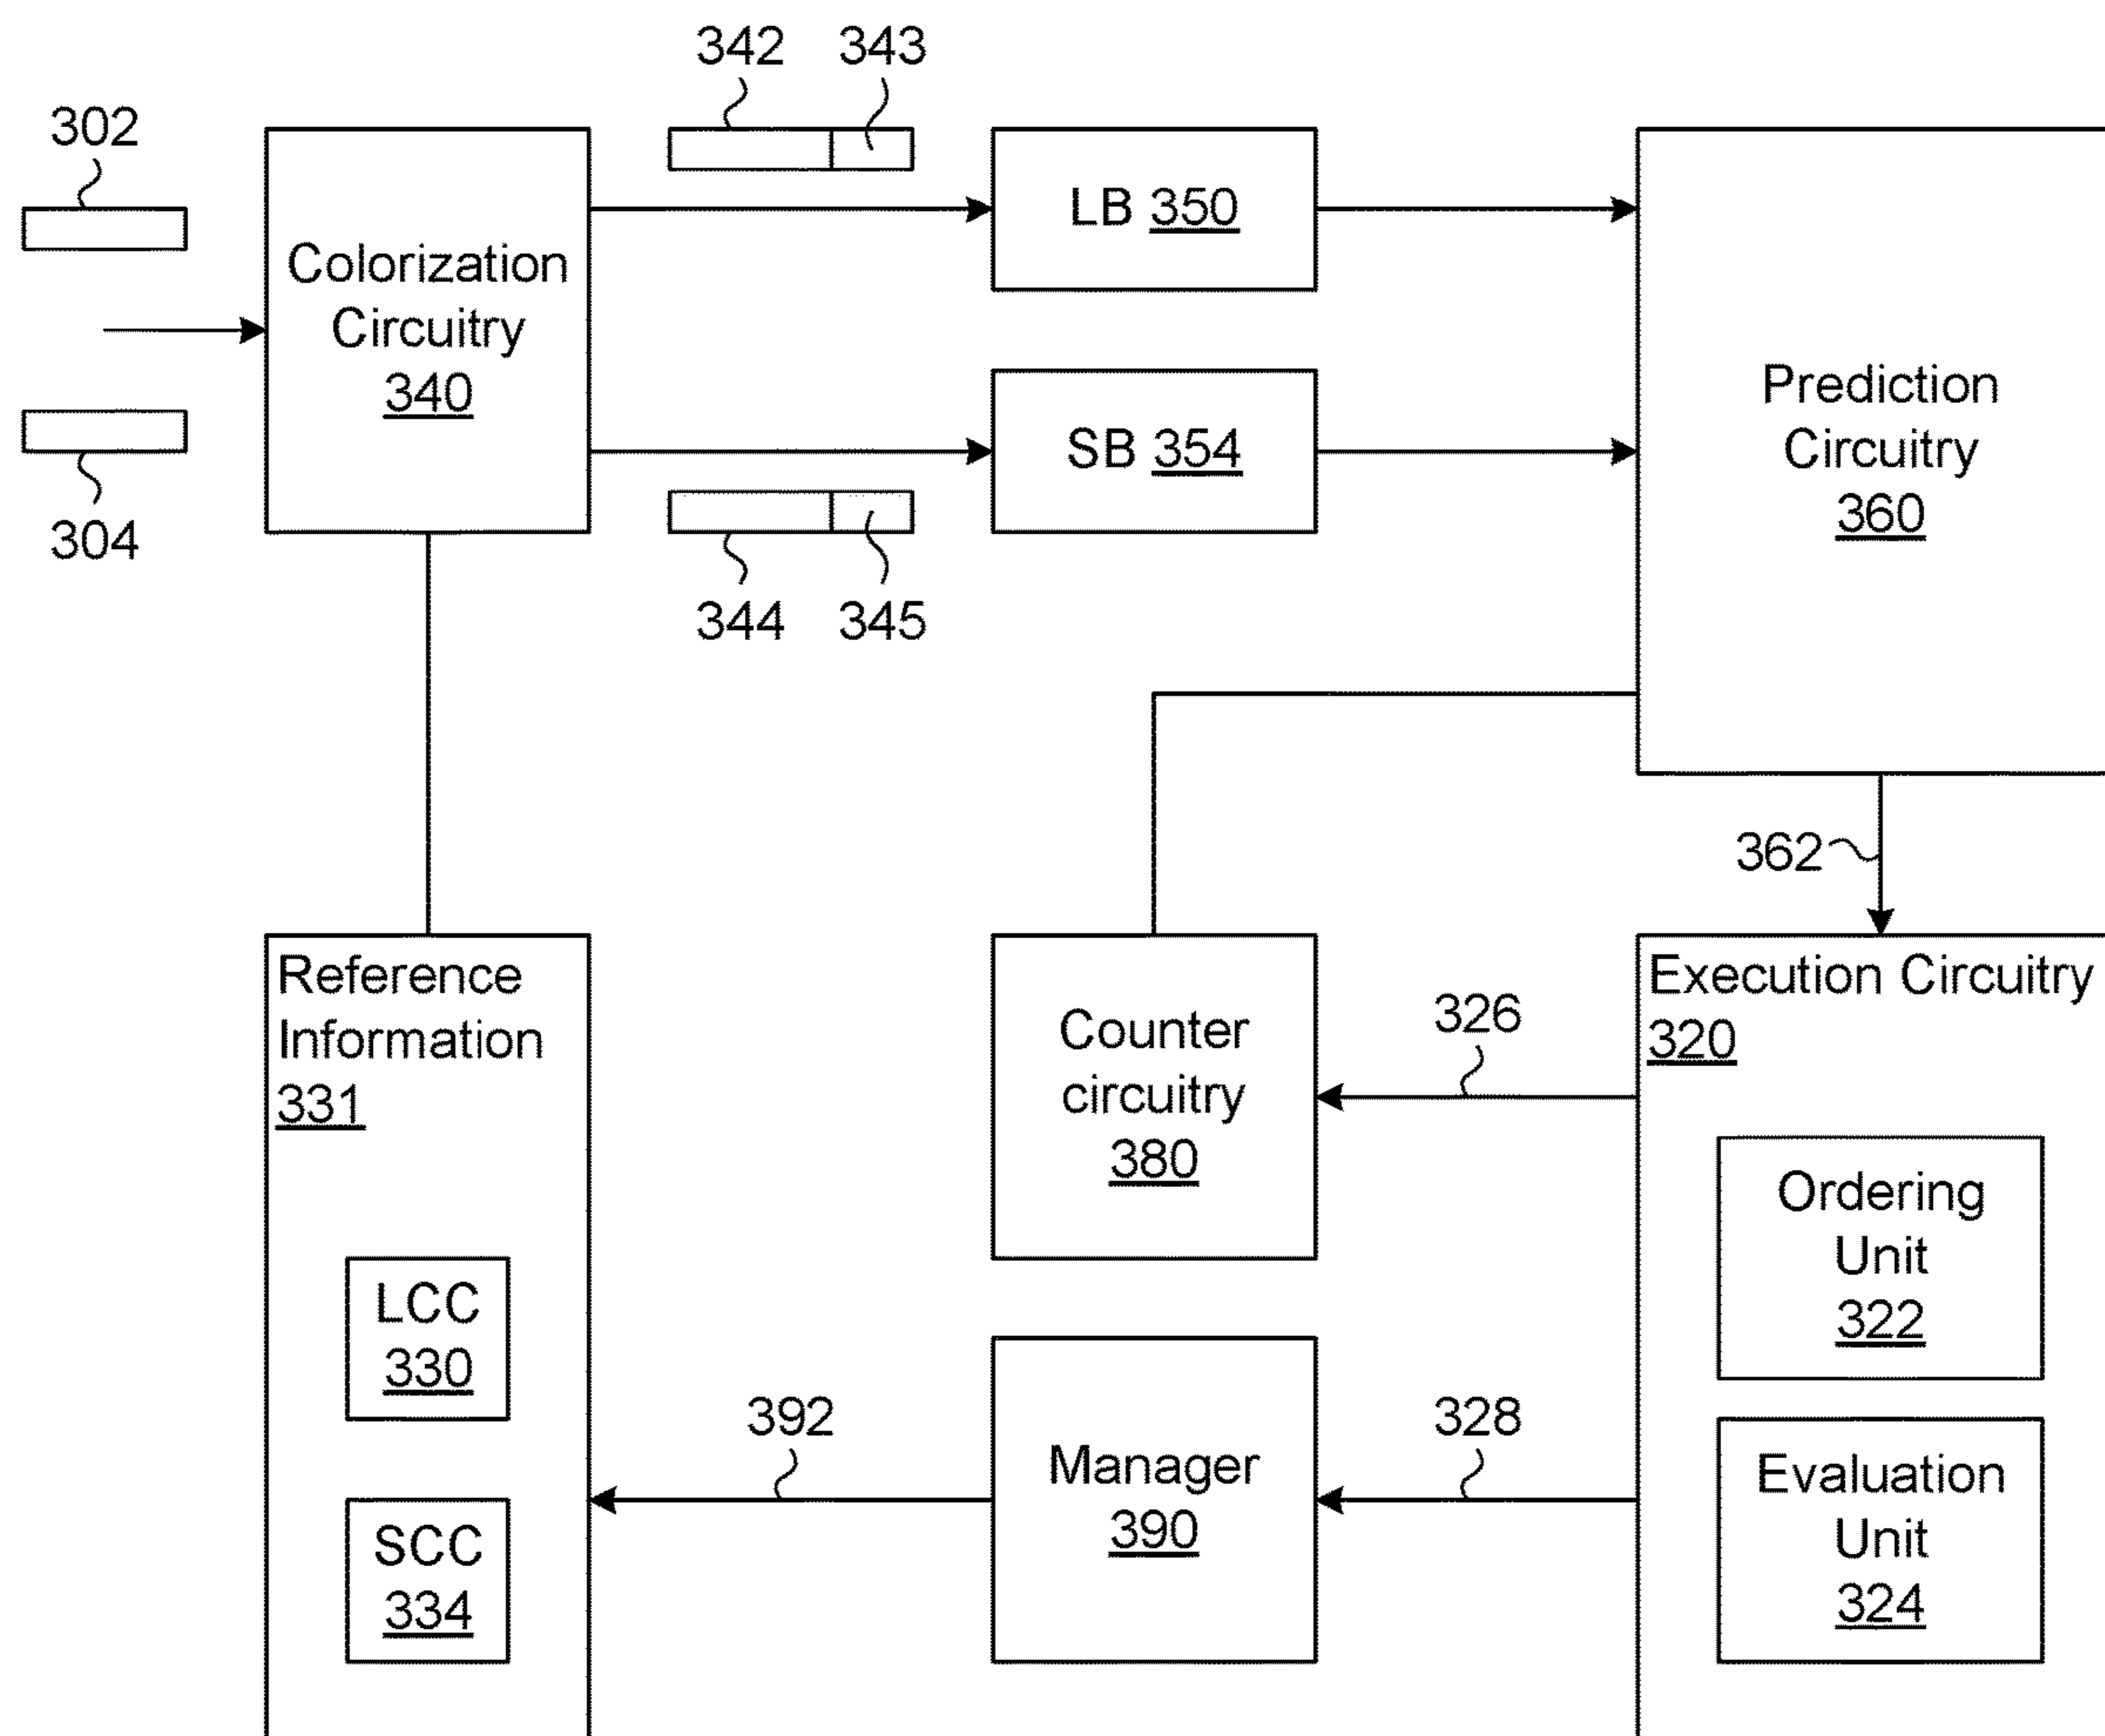 342
343
302
Colorization
Circuitry
340
LB 350
Prediction
Circuitry
360
SB 354
304
344
345
362
Reference
Information
331
Counter
circuitry
380
326
Execution Circuitry
320
Ordering
Unit
322
LCC
330
392
Manager
390
328
Evaluation
Unit
324
SCC
334